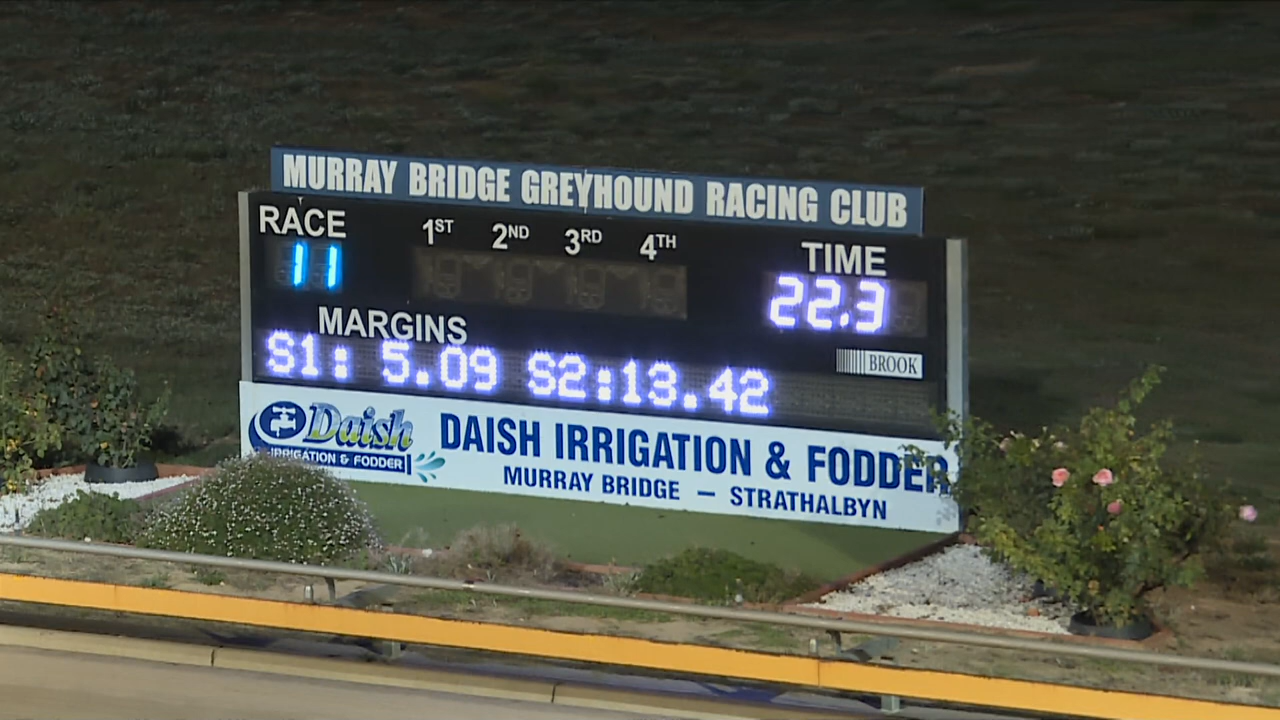 MURRAY BRIDGE GREYHOUND RACING CLUB
RACE 1ST 2ND 3RD 4TH TIME
11 22.3
MARGINS
S1: 5.09 S2:13.42
BROOK
Daish
IRRIGATION & FODDER
DAISH IRRIGATION & FODDER
MURRAY BRIDGE — STRATHALBYN